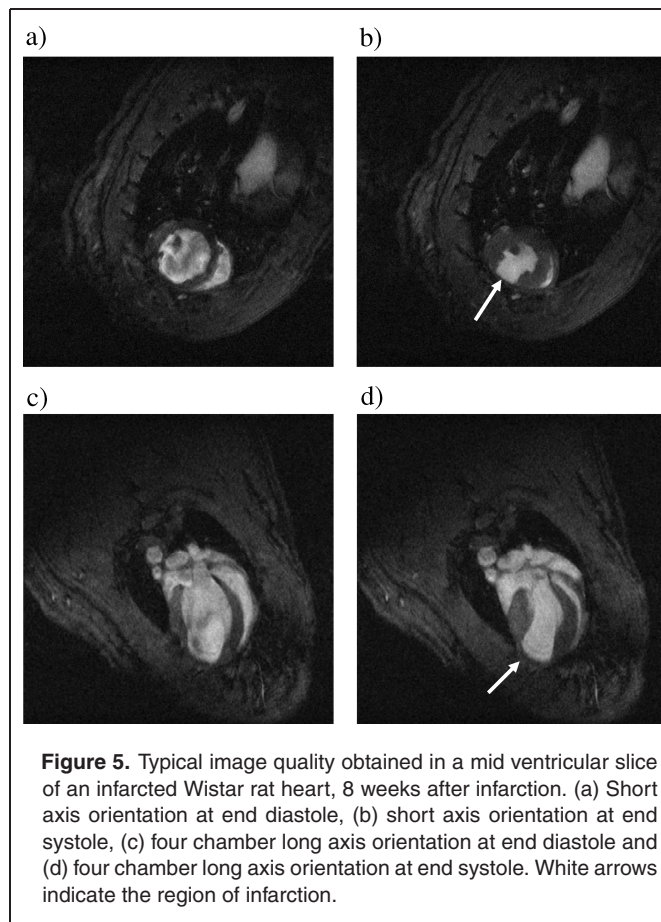 a)
b)
c)
d)
Figure 5. Typical image quality obtained in a mid ventricular slice
of an infarcted Wistar rat heart, 8 weeks after infarction. (a) Short
axis orientation at end diastole, (b) short axis orientation at end
systole, (c) four chamber long axis orientation at end diastole and
(d) four chamber long axis orientation at end systole. White arrows
indicate the region of infarction.